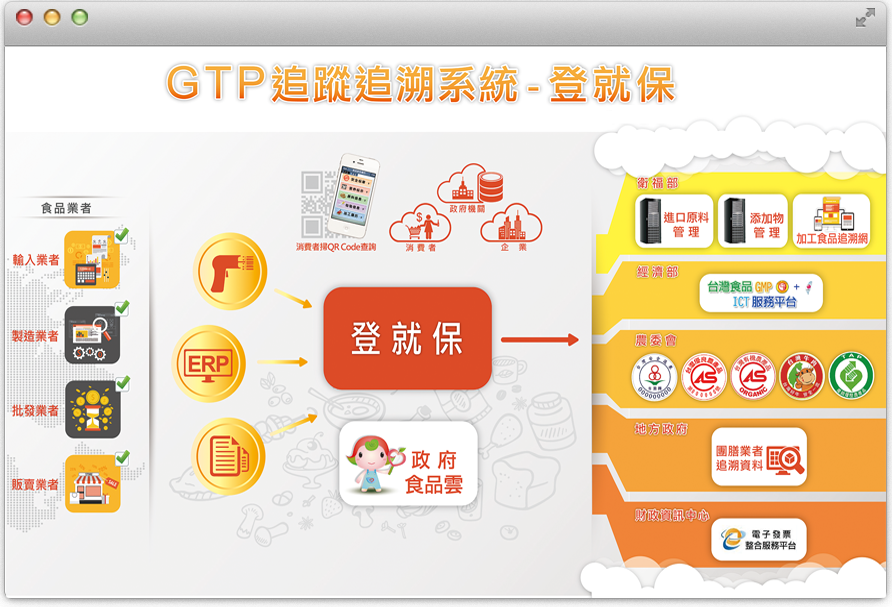 GTP追蹤追溯系統-登就保
食品業者
輸入業者
製造業者
批發業者
販賣業者
SALE
ERP
消費者掃QR Code查詢
政府機關
消費者
企業
登就保
政府
食品雲
衛福部
進口原料
管理
添加物
管理
加工食品追溯網
經濟部
台灣食品GMP +
ICT服務平台
農委會
AS
AS
ORGANIC
TAP
地方政府
團膳業者
追溯資料
財政資訊中心
電子發票
整合服務平台